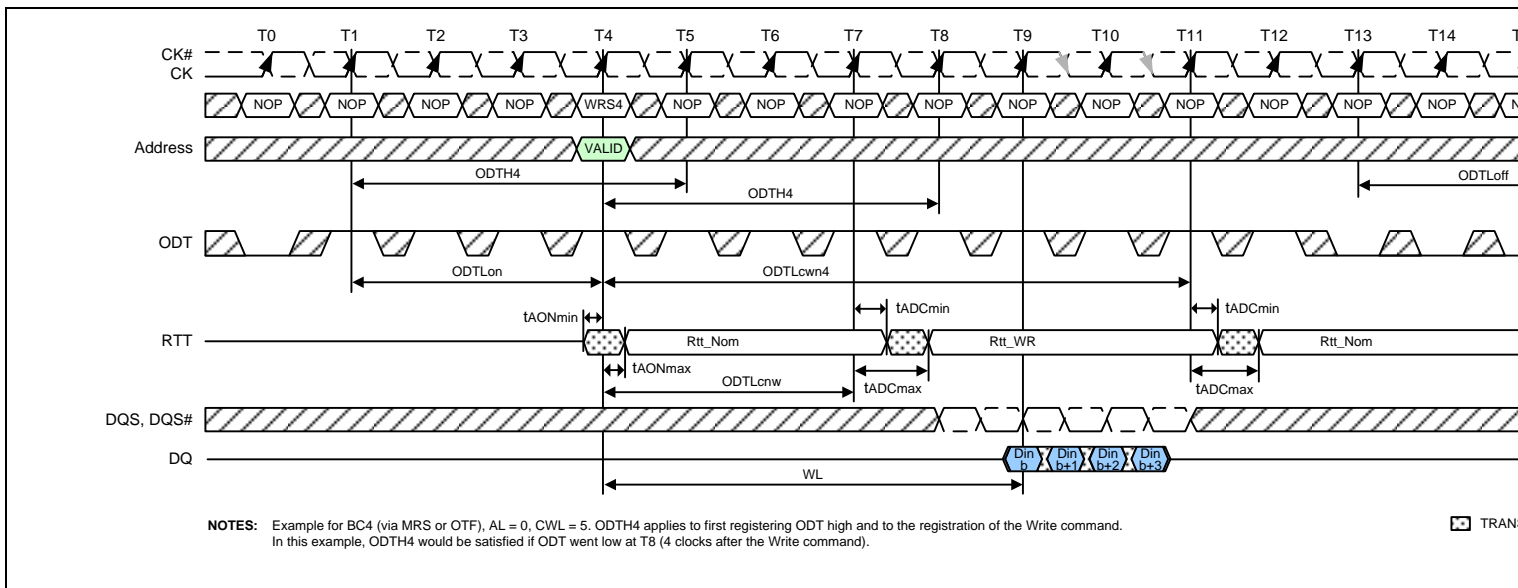 T0 T1 T2 T3 T4 T5 T6 T7 T8 T9 T10 T11 T12 T13 T14
CK#
CK
NOP NOP NOP NOP WRS4 NOP NOP NOP NOP NOP NOP NOP NOP NOP NOP
Address VALID
ODTH4
ODTH4
ODTLoff
ODT
ODTLon ODTLcwn4
tAONmin tADCmin tADCmin
RTT Rtt_Nom Rtt_WR Rtt_Nom
tAONmax tADCmax tADCmax
ODTLcnw
DQS, DQS#
DQ Din b Din b+1 Din b+2 Din b+3
WL
NOTES: Example for BC4 (via MRS or OTF), AL = 0, CWL = 5. ODTH4 applies to first registering ODT high and to the registration of the Write command.
In this example, ODTH4 would be satisfied if ODT went low at T8 (4 clocks after the Write command).